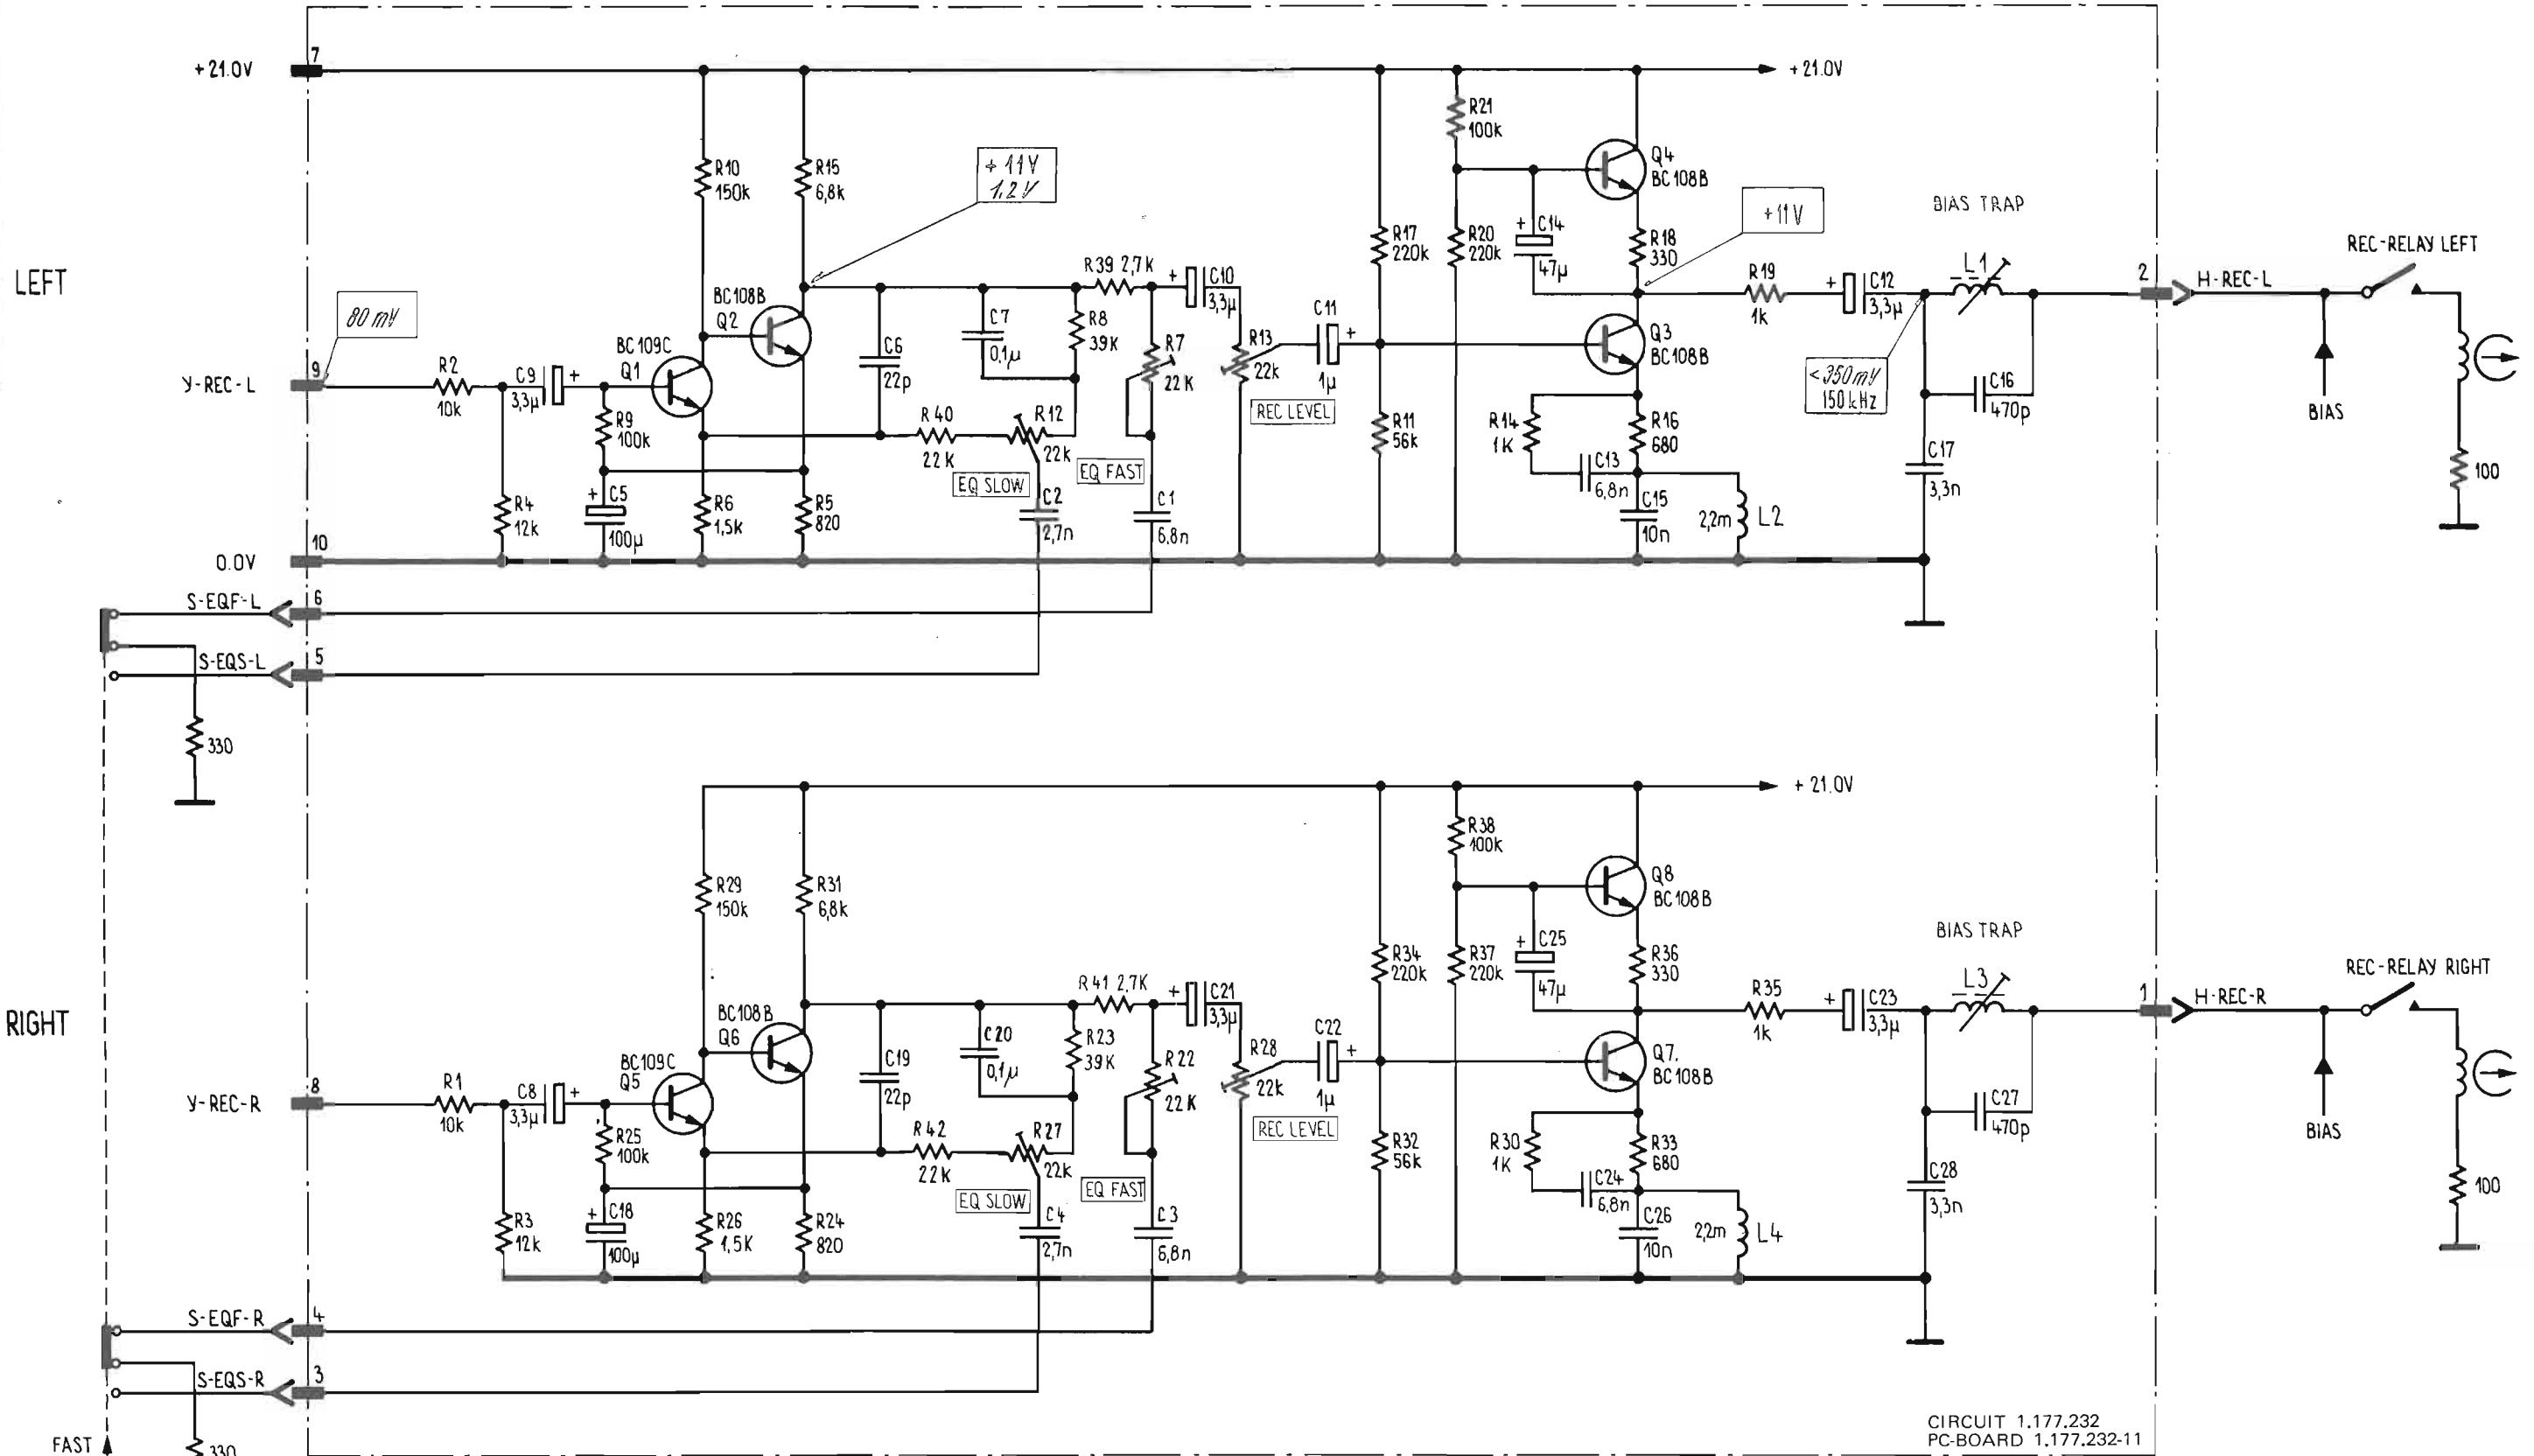 7
+21.0V
+21.0V
R21
100k
R10
150k
R15
6,8k
+11V
1.2V
Q4
BC108B
+11V
BIAS TRAP
REC-RELAY LEFT
LEFT
R17
220k
R20
220k
+
C14
47µ
R18
330
R39 2,7K
+
C10
3,3µ
R19
1k
+
C12
3,3µ
L1
2
H-REC-L
80mV
BC108B
Q2
C7
0,1µ
R8
39K
R7
22K
R13
22k
C11
+
1µ
REC LEVEL
Q3
BC108B
<350mV
150kHz
C16
470p
BIAS
9
Y-REC-L
R2
10k
C9
+
3,3µ
BC109C
Q1
C6
22p
R9
100k
R40
22K
R12
22k
EQ SLOW
EQ FAST
R11
56k
R14
1K
R16
680
C13
6,8n
C17
3,3n
100
R4
12k
+
C5
100µ
R6
1,5K
R5
820
C2
2,7n
C1
6,8n
C15
10n
2,2m
L2
10
0.0V
S-EQF-L
6
S-EQS-L
5
330
+21.0V
R38
100k
R29
150k
R31
6,8k
Q8
BC108B
BIAS TRAP
REC-RELAY RIGHT
RIGHT
R34
220k
R37
220k
+
C25
47µ
R36
330
R41 2,7K
+
C21
3,3µ
R35
1k
+
C23
3,3µ
L3
1
H-REC-R
BC108B
Q6
C20
0,1µ
R23
39K
R22
22K
R28
22k
C22
+
1µ
REC LEVEL
Q7.
BC108B
8
Y-REC-R
R1
10k
C8
+
3,3µ
BC109C
Q5
C19
22p
C27
470p
BIAS
R25
100k
R42
22K
R27
22k
EQ SLOW
EQ FAST
R32
56k
R30
1K
R33
680
C24
6,8n
C28
3,3n
100
R3
12k
+
C18
100µ
R26
1,5K
R24
820
C4
2,7n
C3
6,8n
C26
10n
2,2m
L4
S-EQF-R
4
S-EQS-R
3
FAST
330
CIRCUIT 1.177.232
PC-BOARD 1.177.232-11